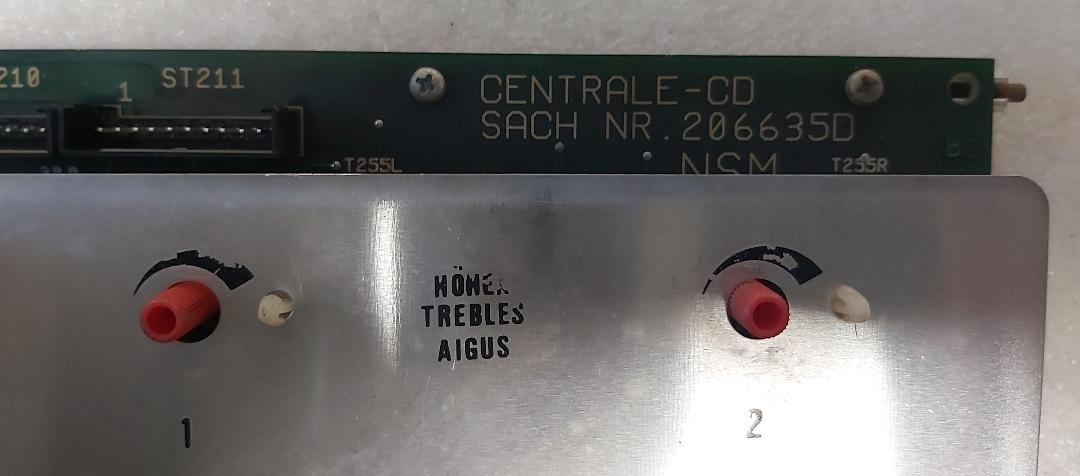 210
1
ST211
CENTRALE-CD
SACH NR.206635D
NSM
T255L
T255R
HÖHEN
TREBLES
AIGUS
1
2